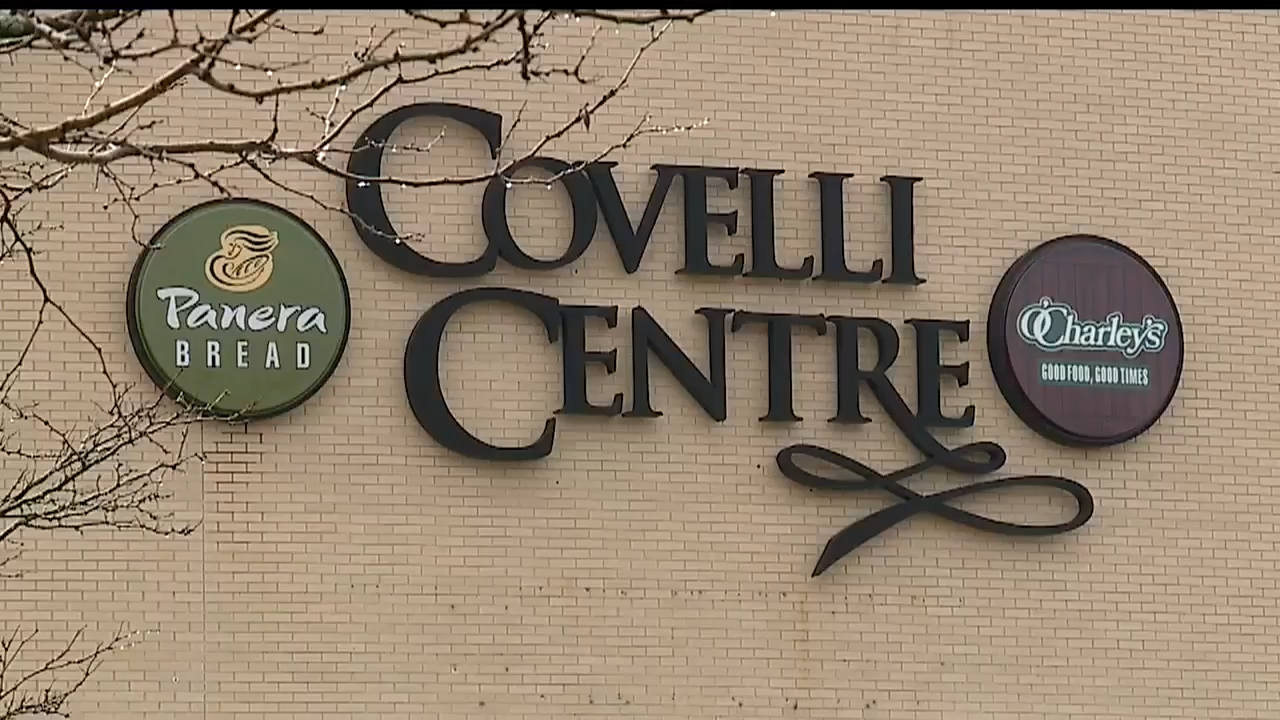 COVELLI
CENTRE
Panera
BREAD
O'Charley's
GOOD FOOD, GOOD TIMES